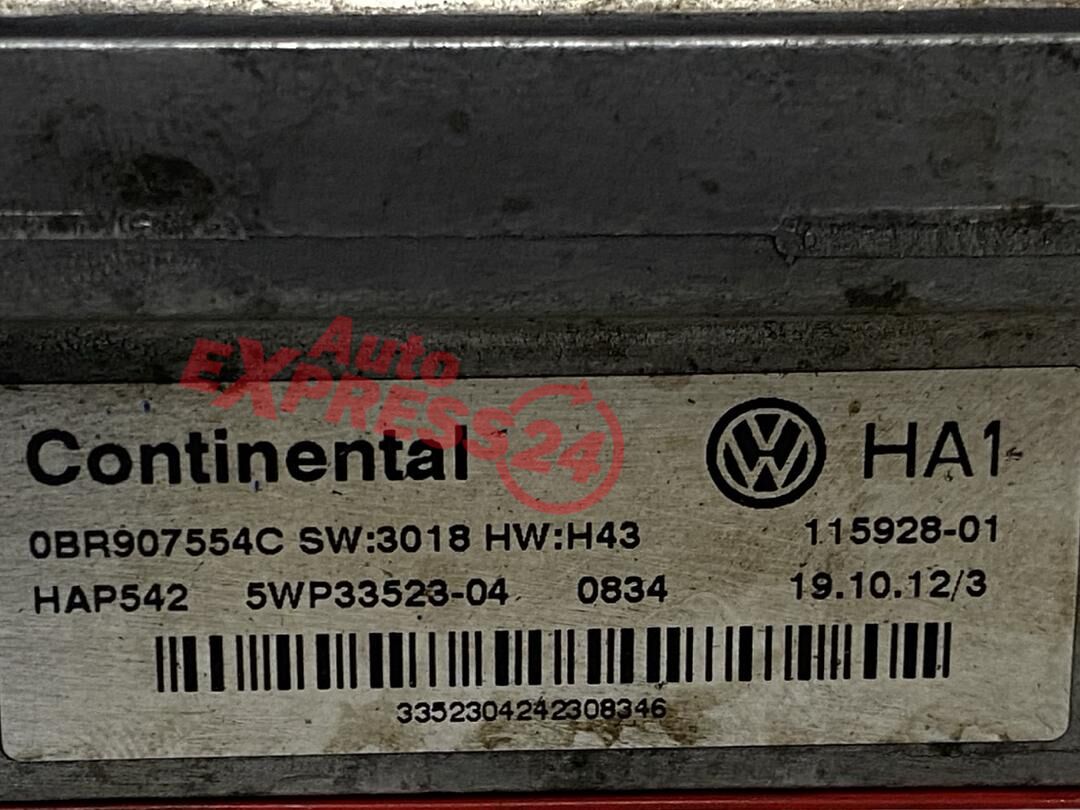 Auto
EXPRESS24
Continental
VW HA1
0BR907554C SW:3018 HW:H43 115928-01
HAP542 5WP33523-04 0834 19.10.12/3
3352304242308346